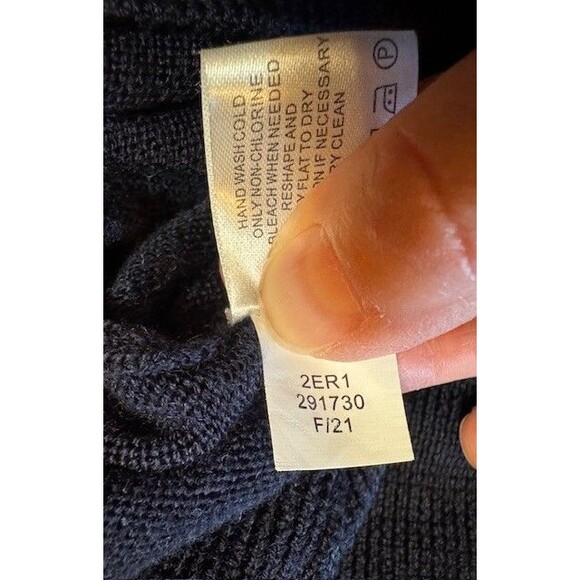 HAND WASH COLD
ONLY NON-CHLORINE
BLEACH WHEN NEEDED
RESHAPE AND
FLAT TO DRY
IF NECESSARY
CLEAN
P
2ER1
291730
F/21